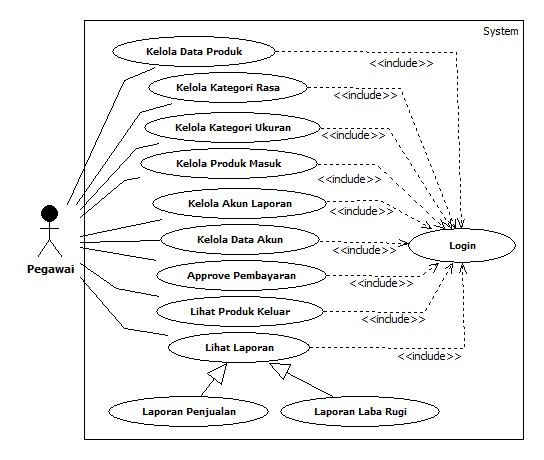 System
Kelola Data Produk
<<include>>
Kelola Kategori Rasa
<<include>>
Kelola Kategori Ukuran
<<include>>
Kelola Produk Masuk
<<include>>
Kelola Akun Laporan
<<include>>
Kelola Data Akun
<<include>>
Login
Pegawai
Approve Pembayaran
<<include>>
Lihat Produk Keluar
<<include>>
Lihat Laporan
<<include>>
Laporan Penjualan
Laporan Laba Rugi